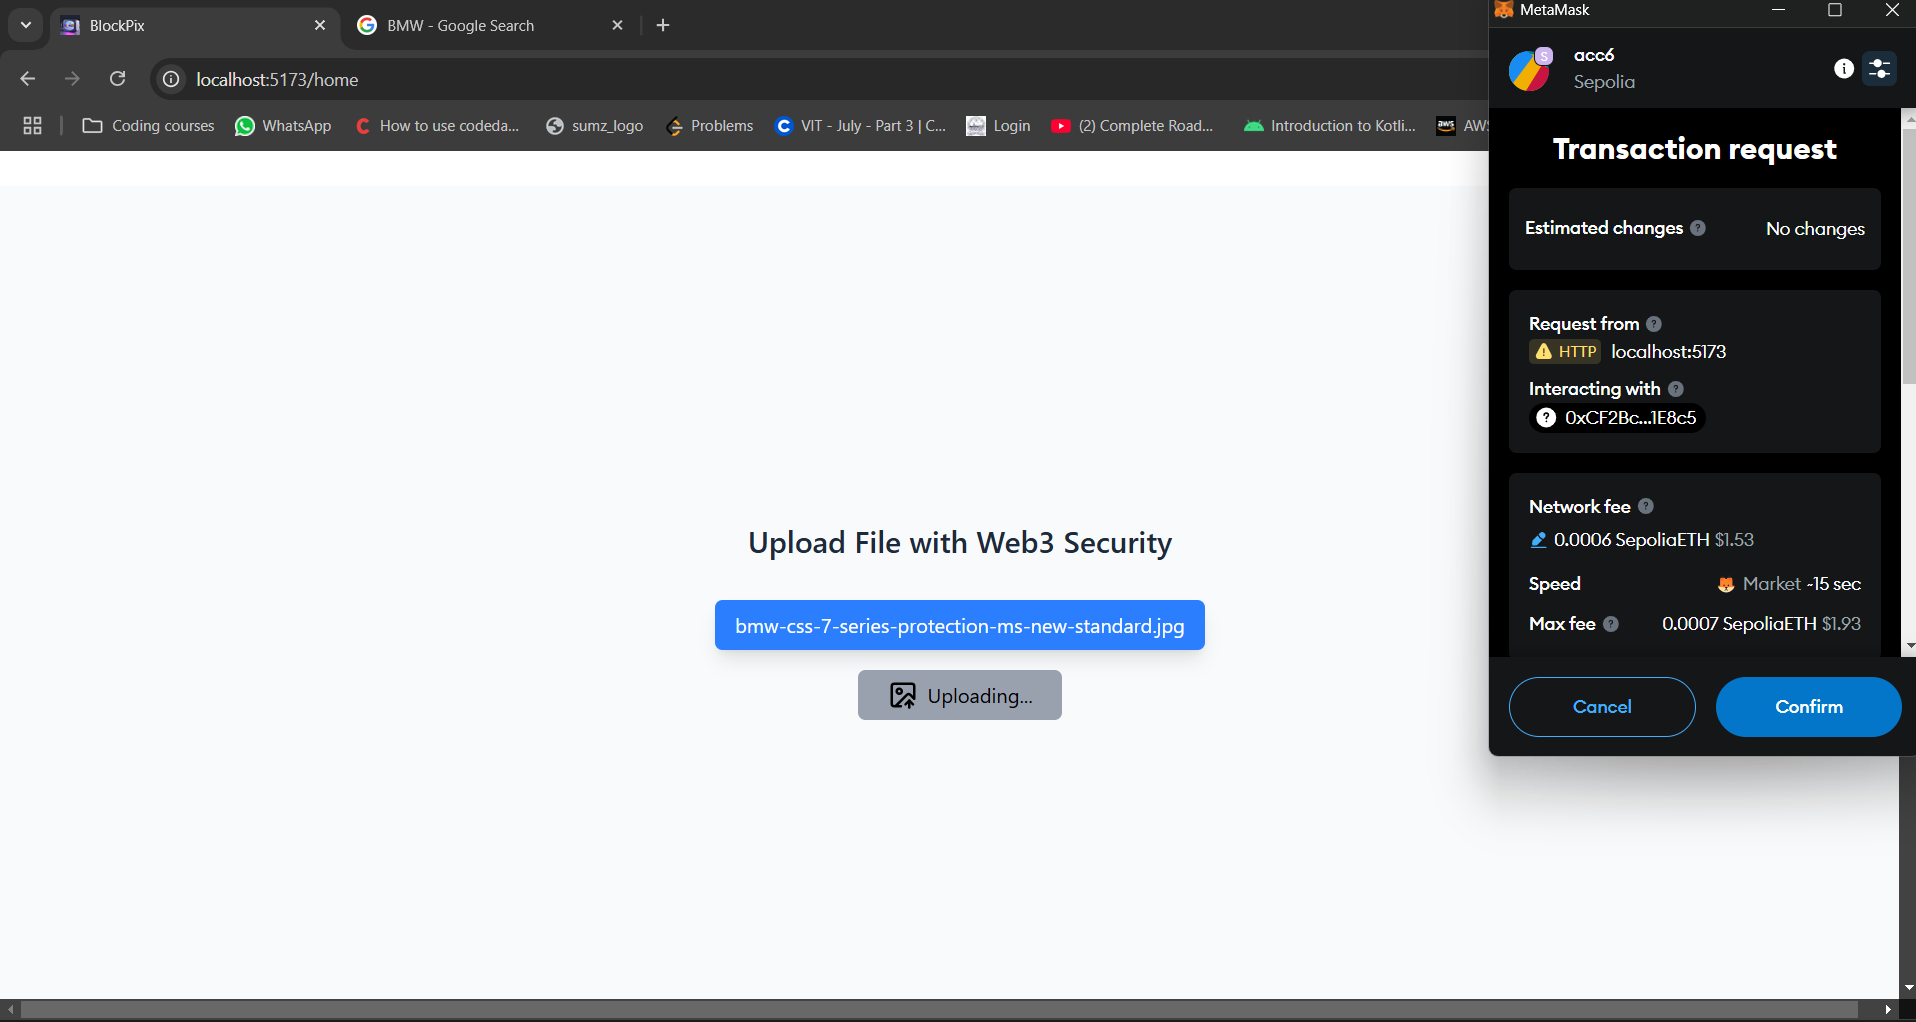 BlockPix
BMW - Google Search
localhost:5173/home
Coding courses
WhatsApp
How to use codeda...
sumz_logo
Problems
VIT - July - Part 3 | C...
Login
(2) Complete Road...
Introduction to Kotli...
aws AWS
Upload File with Web3 Security
bmw-css-7-series-protection-ms-new-standard.jpg
Uploading...
MetaMask
S
acc6
Sepolia
Transaction request
Estimated changes ? No changes
Request from ?
HTTP localhost:5173
Interacting with ?
? 0xCF2Bc...1E8c5
Network fee ?
0.0006 SepoliaETH $1.53
Speed Market ~15 sec
Max fee ? 0.0007 SepoliaETH $1.93
Cancel Confirm